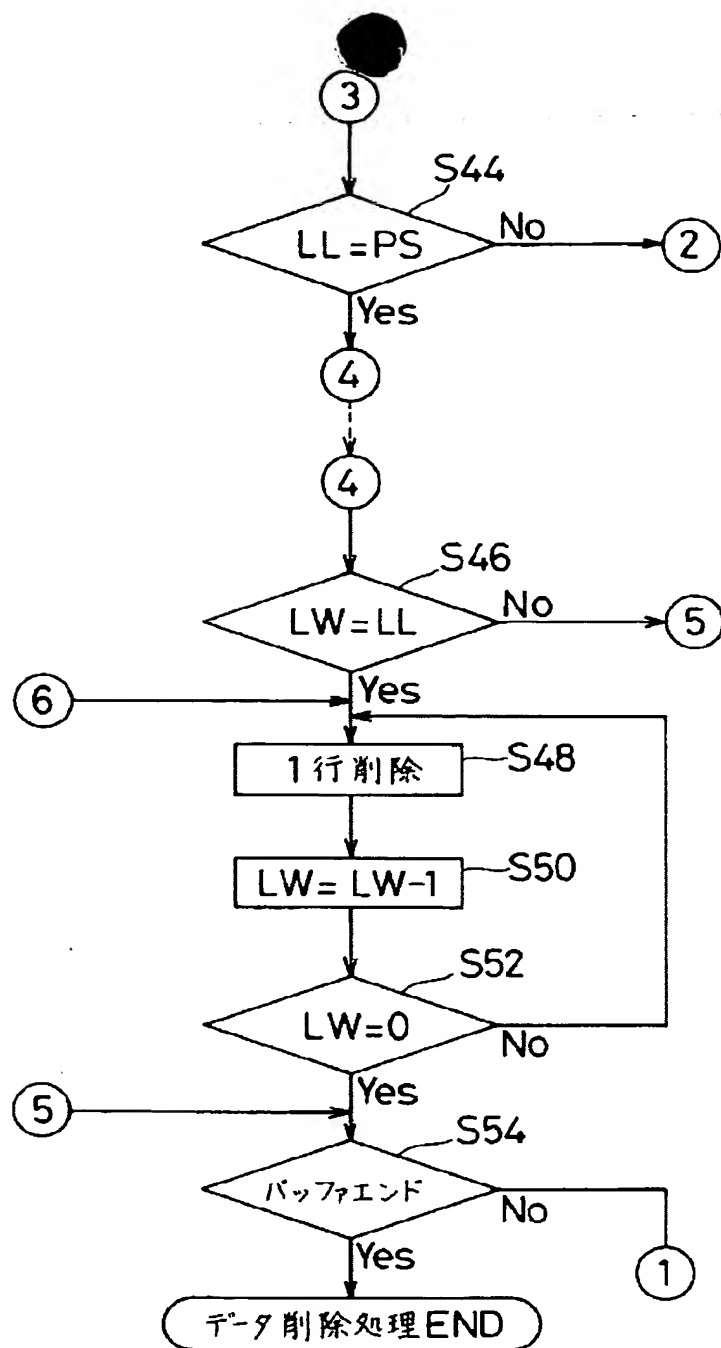 ③
S44
LL=PS
No
②
Yes
④
④
S46
LW=LL
No
⑤
Yes
⑥
1行削除
S48
LW=LW-1
S50
S52
LW=0
No
Yes
⑤
S54
バッファエンド
No
Yes
①
データ削除処理END